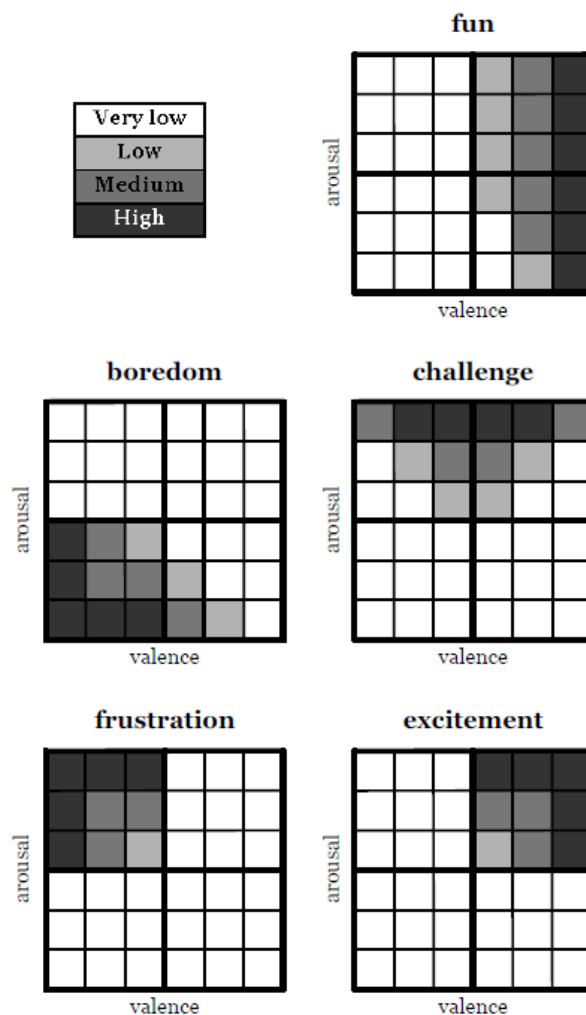 fun
Very low
Low
Medium
High
arousal
valence
boredom
challenge
arousal
arousal
valence
valence
frustration
excitement
arousal
arousal
valence
valence